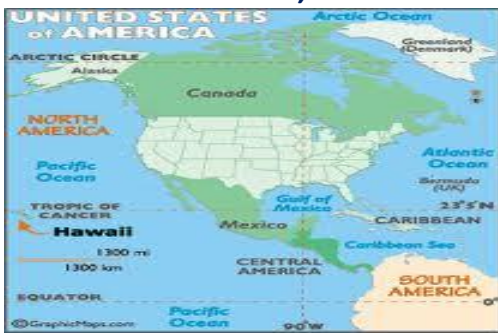 UNITED STATES
of AMERICA
Arctic Ocean
Greenland
(Denmark)
ARCTIC CIRCLE
Alaska
Canada
NORTH
AMERICA
Pacific
Ocean
Atlantic
Ocean
Bermuda
(UK)
TROPIC OF
CANCER
Gulf of
Mexico
23°5'N
Hawaii
Mexico
CARIBBEAN
1300 mi
1300 km
Caribbean Sea
CENTRAL
AMERICA
SOUTH
AMERICA
EQUATOR
0°
©GraphicMaps.com
Pacific
Ocean
90°W